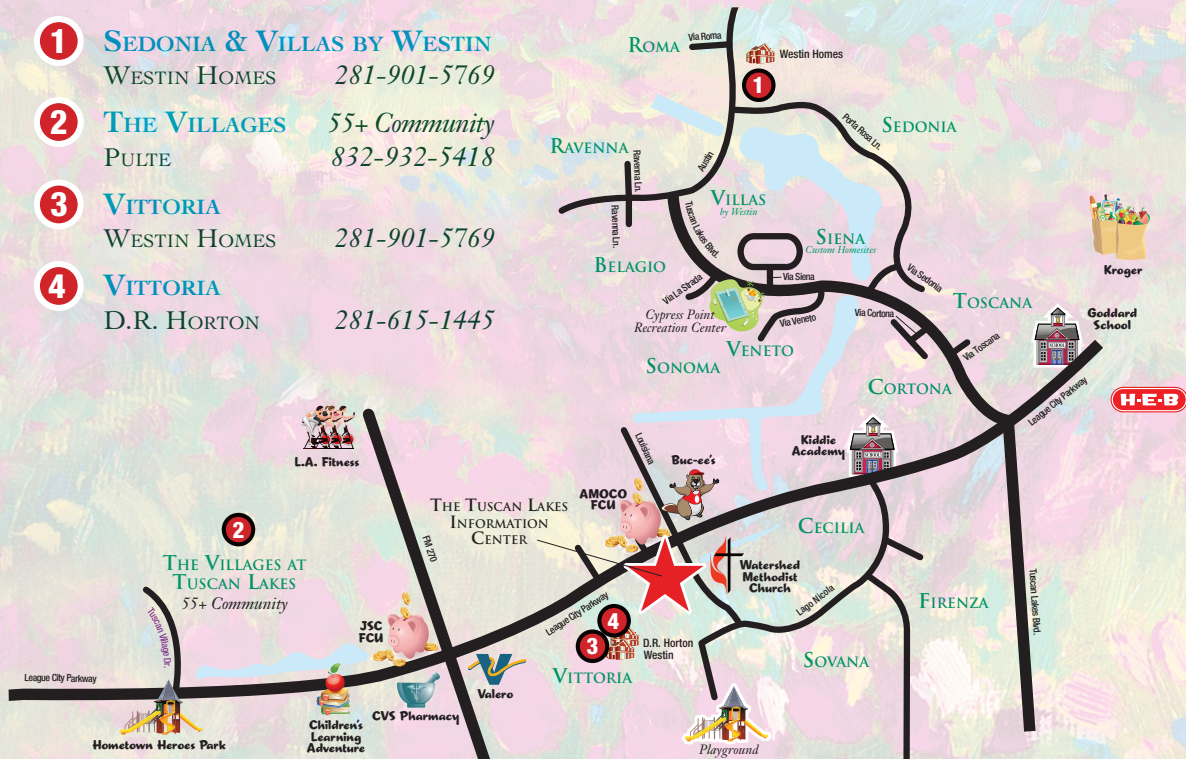 1 SEDONIA & VILLAS BY WESTIN
WESTIN HOMES 281-901-5769
2 THE VILLAGES 55+ Community
PULTE 832-932-5418
3 VITTORIA
WESTIN HOMES 281-901-5769
4 VITTORIA
D.R. HORTON 281-615-1445
ROMA
Via Roma
Westin Homes
1
SEDONIA
Porta Rosa Ln.
RAVENNA
Ravenna Ln.
Ravenna Ln.
Austin
VILLAS
by Westin
Tuscan Lakes Blvd.
SIENA
Custom Homesites
Via Siena
BELAGIO
Via La Strada
Cypress Point
Recreation Center
Via Veneto
VENETO
SONOMA
Via Sedonia
TOSCANA
Via Cortona
Via Toscana
CORTONA
Kroger
Goddard
School
SCHOOL
League City Parkway
H-E-B
Kiddie
Academy
SCHOOL
Louisiana
Buc-ee's
AMOCO
FCU
THE TUSCAN LAKES
INFORMATION
CENTER
L.A. Fitness
FM 270
2
THE VILLAGES AT
TUSCAN LAKES
55+ Community
Tuscan Village Dr.
League City Parkway
Hometown Heroes Park
JSC
FCU
Children's
Learning
Adventure
CVS Pharmacy
Valero
League City Parkway
4
3
D.R. Horton
Westin
VITTORIA
Watershed
Methodist
Church
Lago Nicola
CECILIA
FIRENZA
SOVANA
Playground
Tuscan Lakes Blvd.